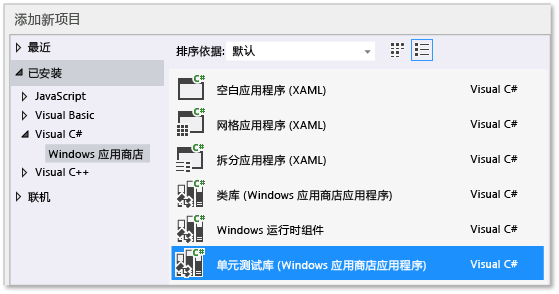 添加新项目
最近
已安装
JavaScript
Visual Basic
Visual C#
Windows 应用商店
Visual C++
联机
排序依据: 默认
C# 空白应用程序 (XAML) Visual C#
C# 网格应用程序 (XAML) Visual C#
C# 拆分应用程序 (XAML) Visual C#
C# 类库 (Windows 应用商店应用程序) Visual C#
C# Windows 运行时组件 Visual C#
C# 单元测试库 (Windows 应用商店应用程序) Visual C#